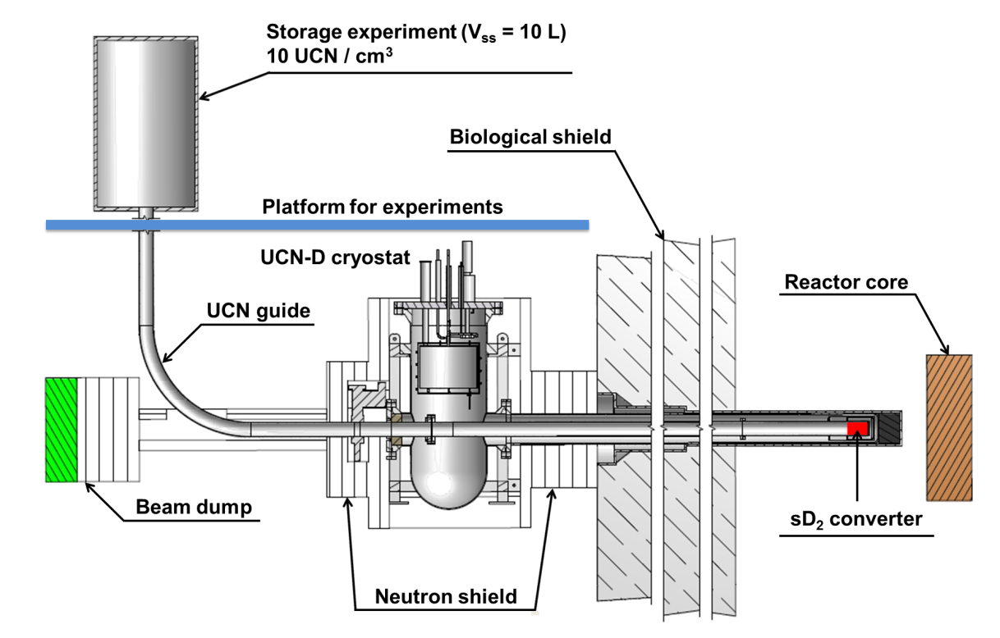 Storage experiment (Vss = 10 L)
10 UCN / cm³
Biological shield
Platform for experiments
UCN-D cryostat
Reactor core
UCN guide
Beam dump
sD₂ converter
Neutron shield